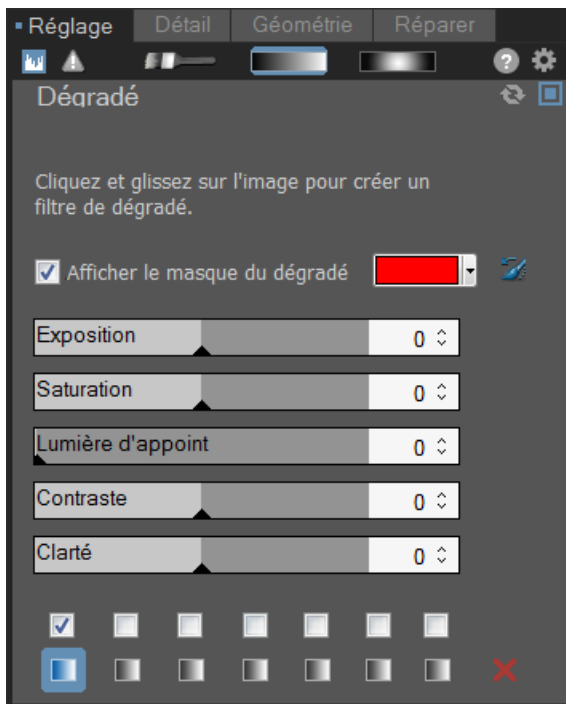 Réglage Détail Géométrie Réparer
?
Dégradé
Cliquez et glissez sur l'image pour créer un
filtre de dégradé.
Afficher le masque du dégradé
Exposition 0
Saturation 0
Lumière d'appoint 0
Contraste 0
Clarté 0